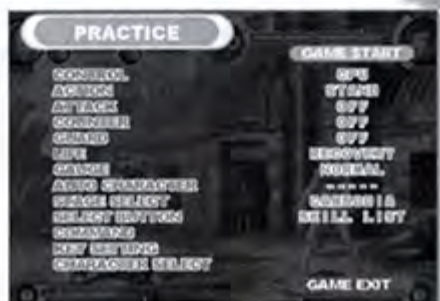 PRACTICE
GAME START
CONTROL CPU
ACTION STAND
ATTACK OFF
COUNTER OFF
GUARD OFF
LIFE RECOVERY
GAUGE NORMAL
CHARACTER -----
STAGE SELECT CAMBODIA
SELECT BUTTON SKILL LIST
COMMAND
KEY SETTING
CHARACTER SELECT
GAME EXIT